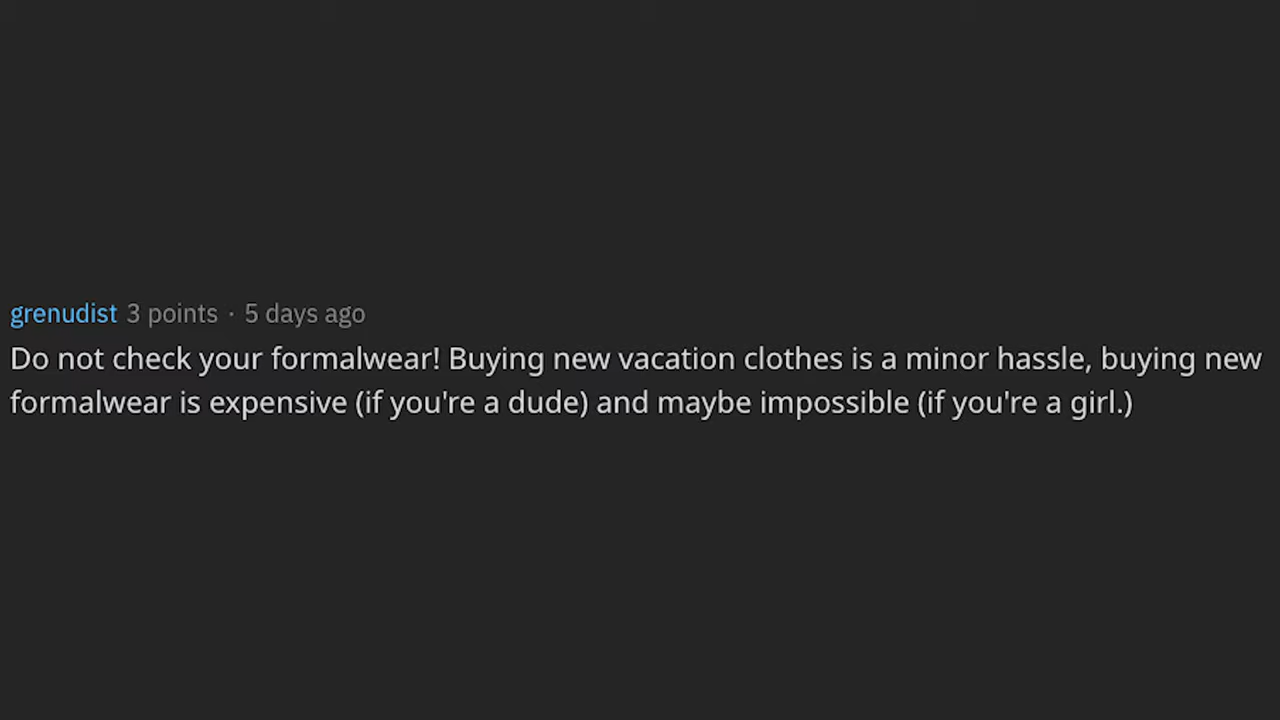 grenudist 3 points · 5 days ago
Do not check your formalwear! Buying new vacation clothes is a minor hassle, buying new
formalwear is expensive (if you're a dude) and maybe impossible (if you're a girl.)